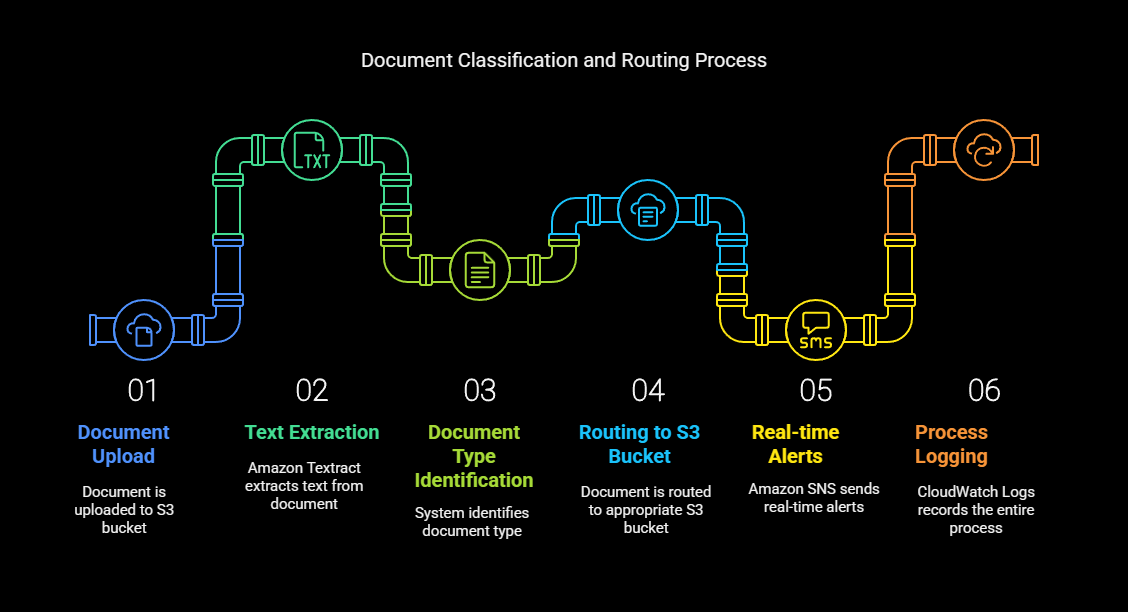 Document Classification and Routing Process
TXT
SMS
01
Document
Upload
Document is
uploaded to S3
bucket
02
Text Extraction
Amazon Textract
extracts text from
document
03
Document
Type
Identification
System identifies
document type
04
Routing to S3
Bucket
Document is routed
to appropriate S3
bucket
05
Real-time
Alerts
Amazon SNS sends
real-time alerts
06
Process
Logging
CloudWatch Logs
records the entire
process